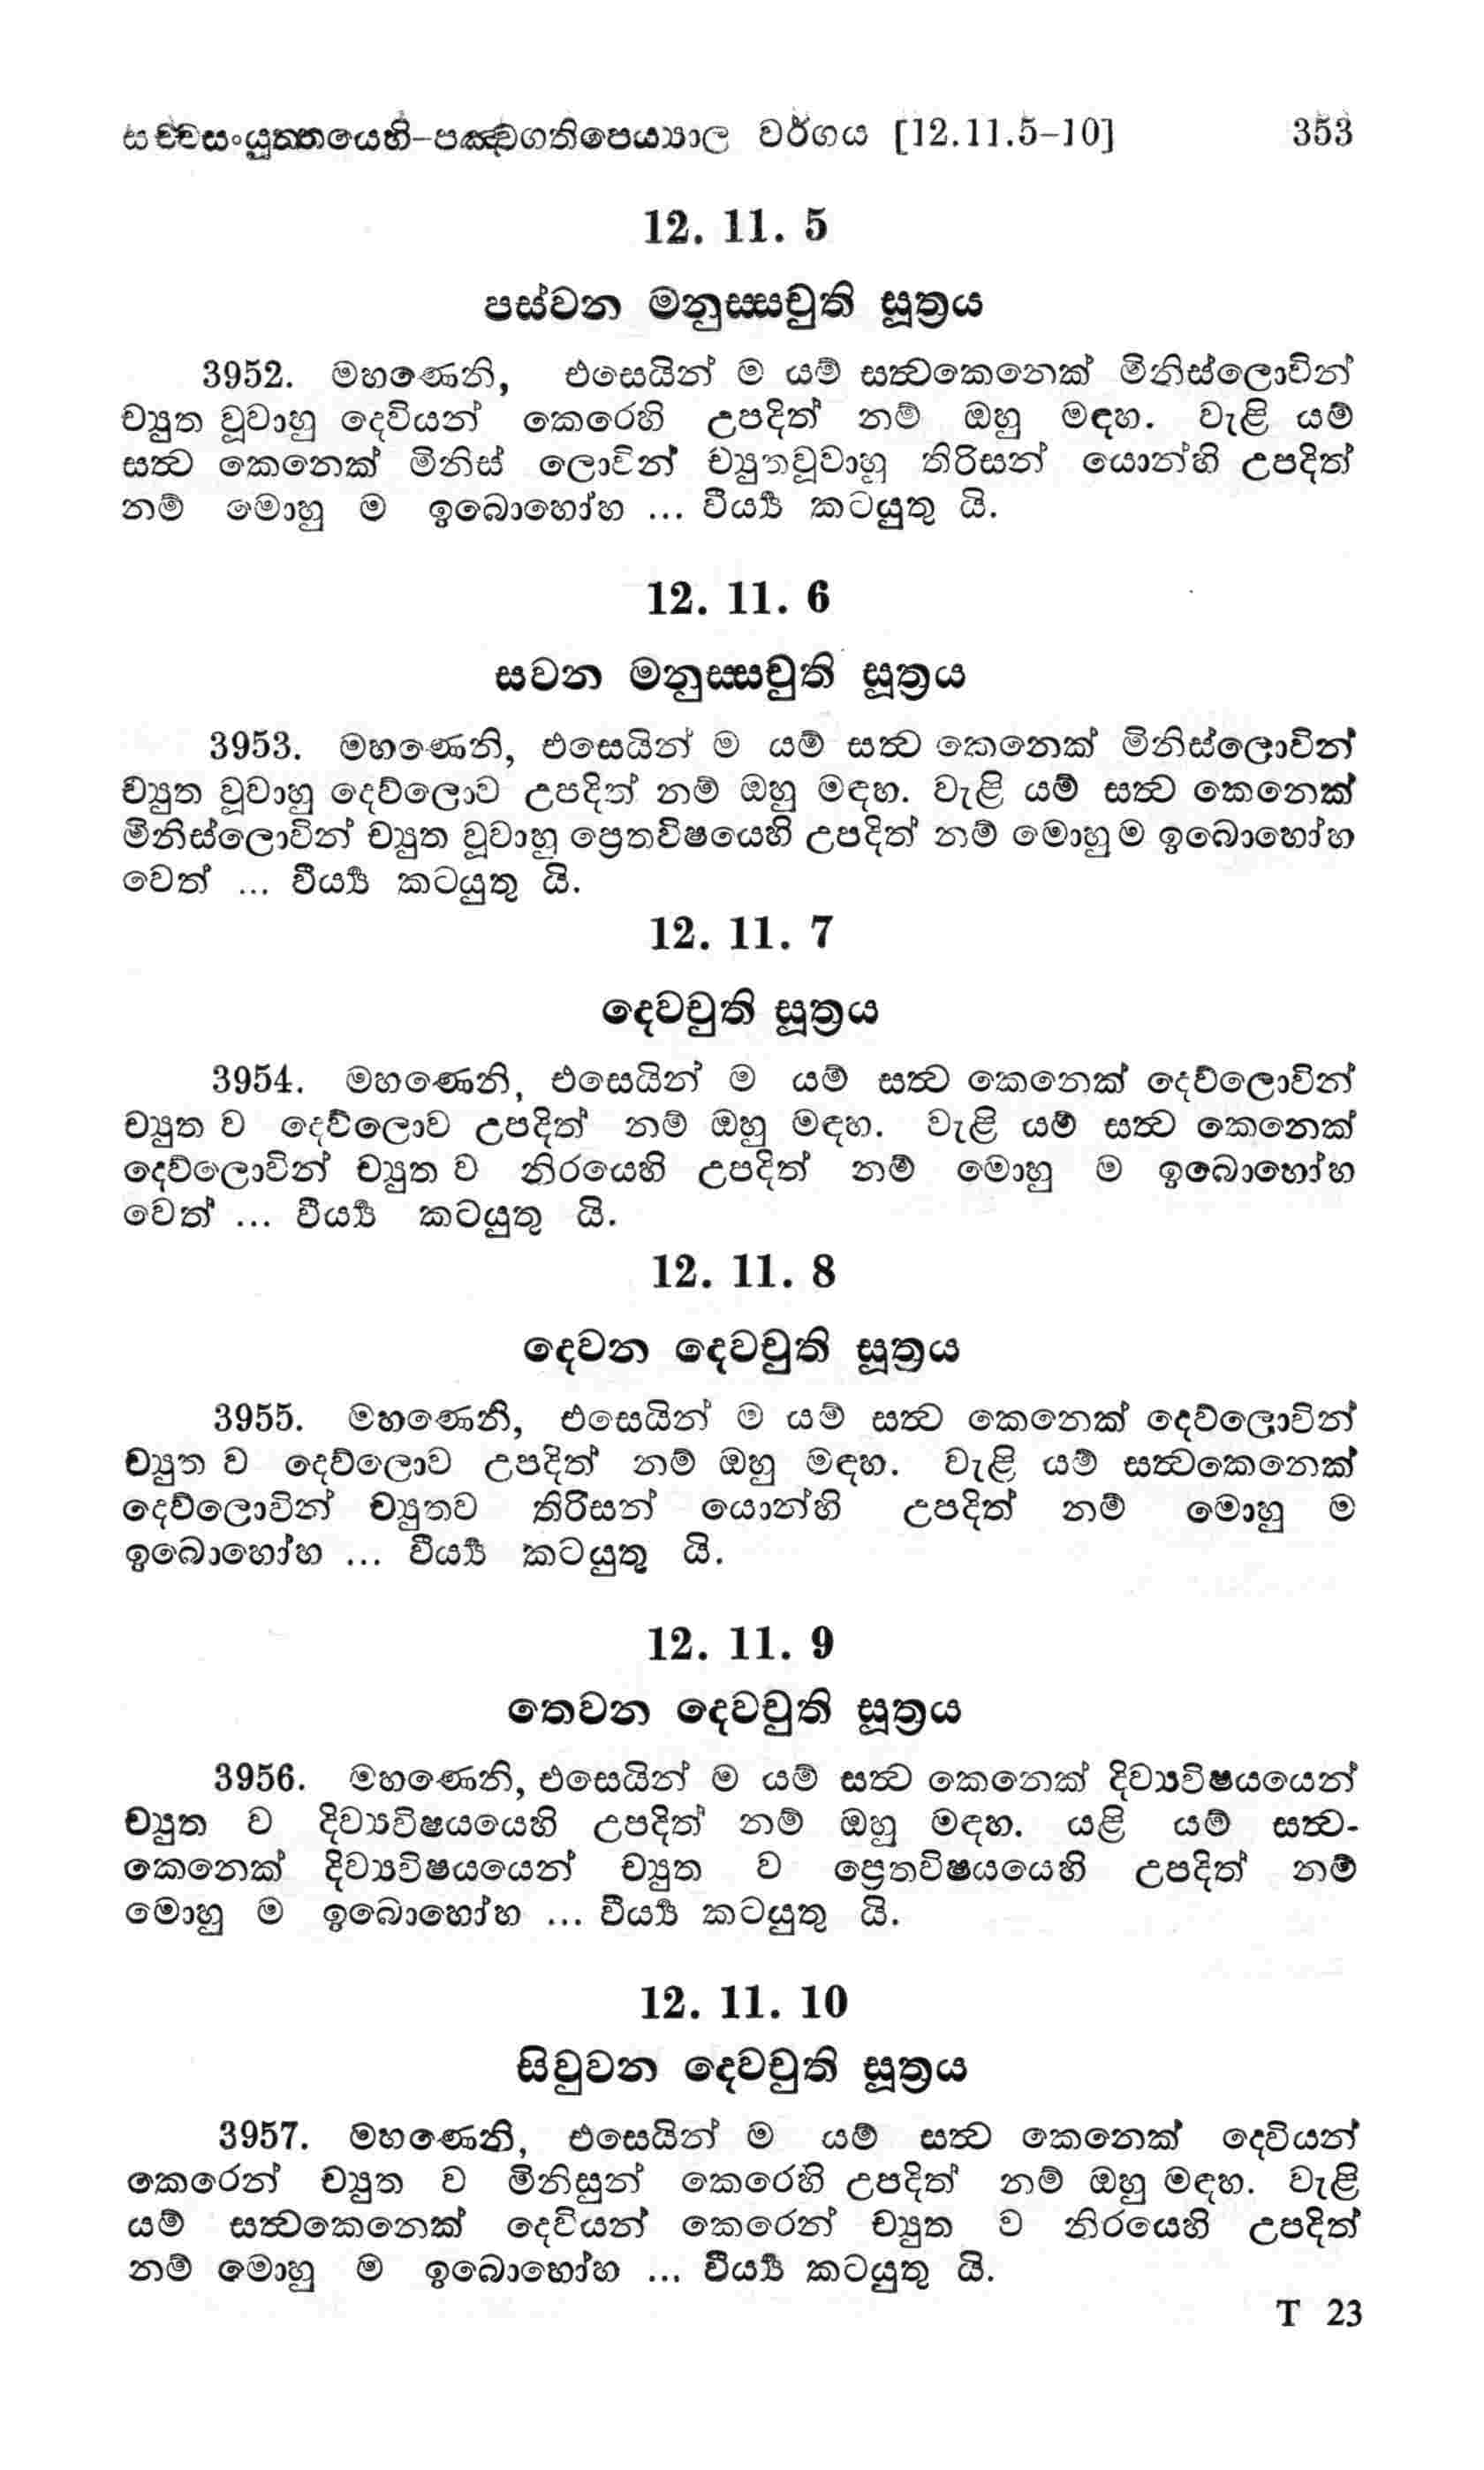 සච්චසංයුත්තයෙහි-පඤ්චගතිපෙය්‍යාල වර්ගය [12.11.5-10] 353
12. 11. 5
පස්වන මනුස්සචුති සූත්‍රය
3952. මහණෙනි, එසෙයින් ම යම් සත්‍වකෙනෙක් මිනිස්ලොවින්
ච්‍යුත වූවාහු දෙවියන් කෙරෙහි උපදිත් නම් ඔහු මඳහ. වැළි යම්
සත්‍ව කෙනෙක් මිනිස් ලොවින් ච්‍යුතවූවාහු තිරිසන් යොන්හි උපදිත්
නම් මොහු ම ඉබොහෝහ ... වීර්‍ය්‍ය කටයුතු යි.
12. 11. 6
සවන මනුස්සචුති සූත්‍රය
3953. මහණෙනි, එසෙයින් ම යම් සත්‍ව කෙනෙක් මිනිස්ලොවින්
ච්‍යුත වූවාහු දෙව්ලොව උපදිත් නම් ඔහු මඳහ. වැළි යම් සත්‍ව කෙනෙක්
මිනිස්ලොවින් ච්‍යුත වූවාහු ප්‍රෙතවිෂයෙහි උපදිත් නම් මොහු ම ඉබොහෝහ
වෙත් ... වීර්‍ය්‍ය කටයුතු යි.
12. 11. 7
දෙවචුති සූත්‍රය
3954. මහණෙනි, එසෙයින් ම යම් සත්‍ව කෙනෙක් දෙව්ලොවින්
ච්‍යුත ව දෙව්ලොව උපදිත් නම් ඔහු මඳහ. වැළි යම් සත්‍ව කෙනෙක්
දෙව්ලොවින් ච්‍යුත ව නිරයෙහි උපදිත් නම් මොහු ම ඉබොහෝහ
වෙත් ... වීර්‍ය්‍ය කටයුතු යි.
12. 11. 8
දෙවන දෙවචුති සූත්‍රය
3955. මහණෙනි, එසෙයින් ම යම් සත්‍ව කෙනෙක් දෙව්ලොවින්
ච්‍යුත ව දෙව්ලොව උපදිත් නම් ඔහු මඳහ. වැළි යම් සත්‍වකෙනෙක්
දෙව්ලොවින් ච්‍යුතව තිරිසන් යොන්හි උපදිත් නම් මොහු ම
ඉබොහෝහ ... වීර්‍ය්‍ය කටයුතු යි.
12. 11. 9
තෙවන දෙවචුති සූත්‍රය
3956. මහණෙනි, එසෙයින් ම යම් සත්‍ව කෙනෙක් දිව්‍යවිෂයයෙන්
ච්‍යුත ව දිව්‍යවිෂයයෙහි උපදිත් නම් ඔහු මඳහ. යළි යම් සත්‍ව-
කෙනෙක් දිව්‍යවිෂයයෙන් ච්‍යුත ව ප්‍රෙතවිෂයයෙහි උපදිත් නම්
මොහු ම ඉබොහෝහ ... වීර්‍ය්‍ය කටයුතු යි.
12. 11. 10
සිවුවන දෙවචුති සූත්‍රය
3957. මහණෙනි, එසෙයින් ම යම් සත්‍ව කෙනෙක් දෙවියන්
කෙරෙන් ච්‍යුත ව මිනිසුන් කෙරෙහි උපදිත් නම් ඔහු මඳහ. වැළි
යම් සත්‍වකෙනෙක් දෙවියන් කෙරෙන් ච්‍යුත ව නිරයෙහි උපදිත්
නම් මොහු ම ඉබොහෝහ ... වීර්‍ය්‍ය කටයුතු යි.
T 23